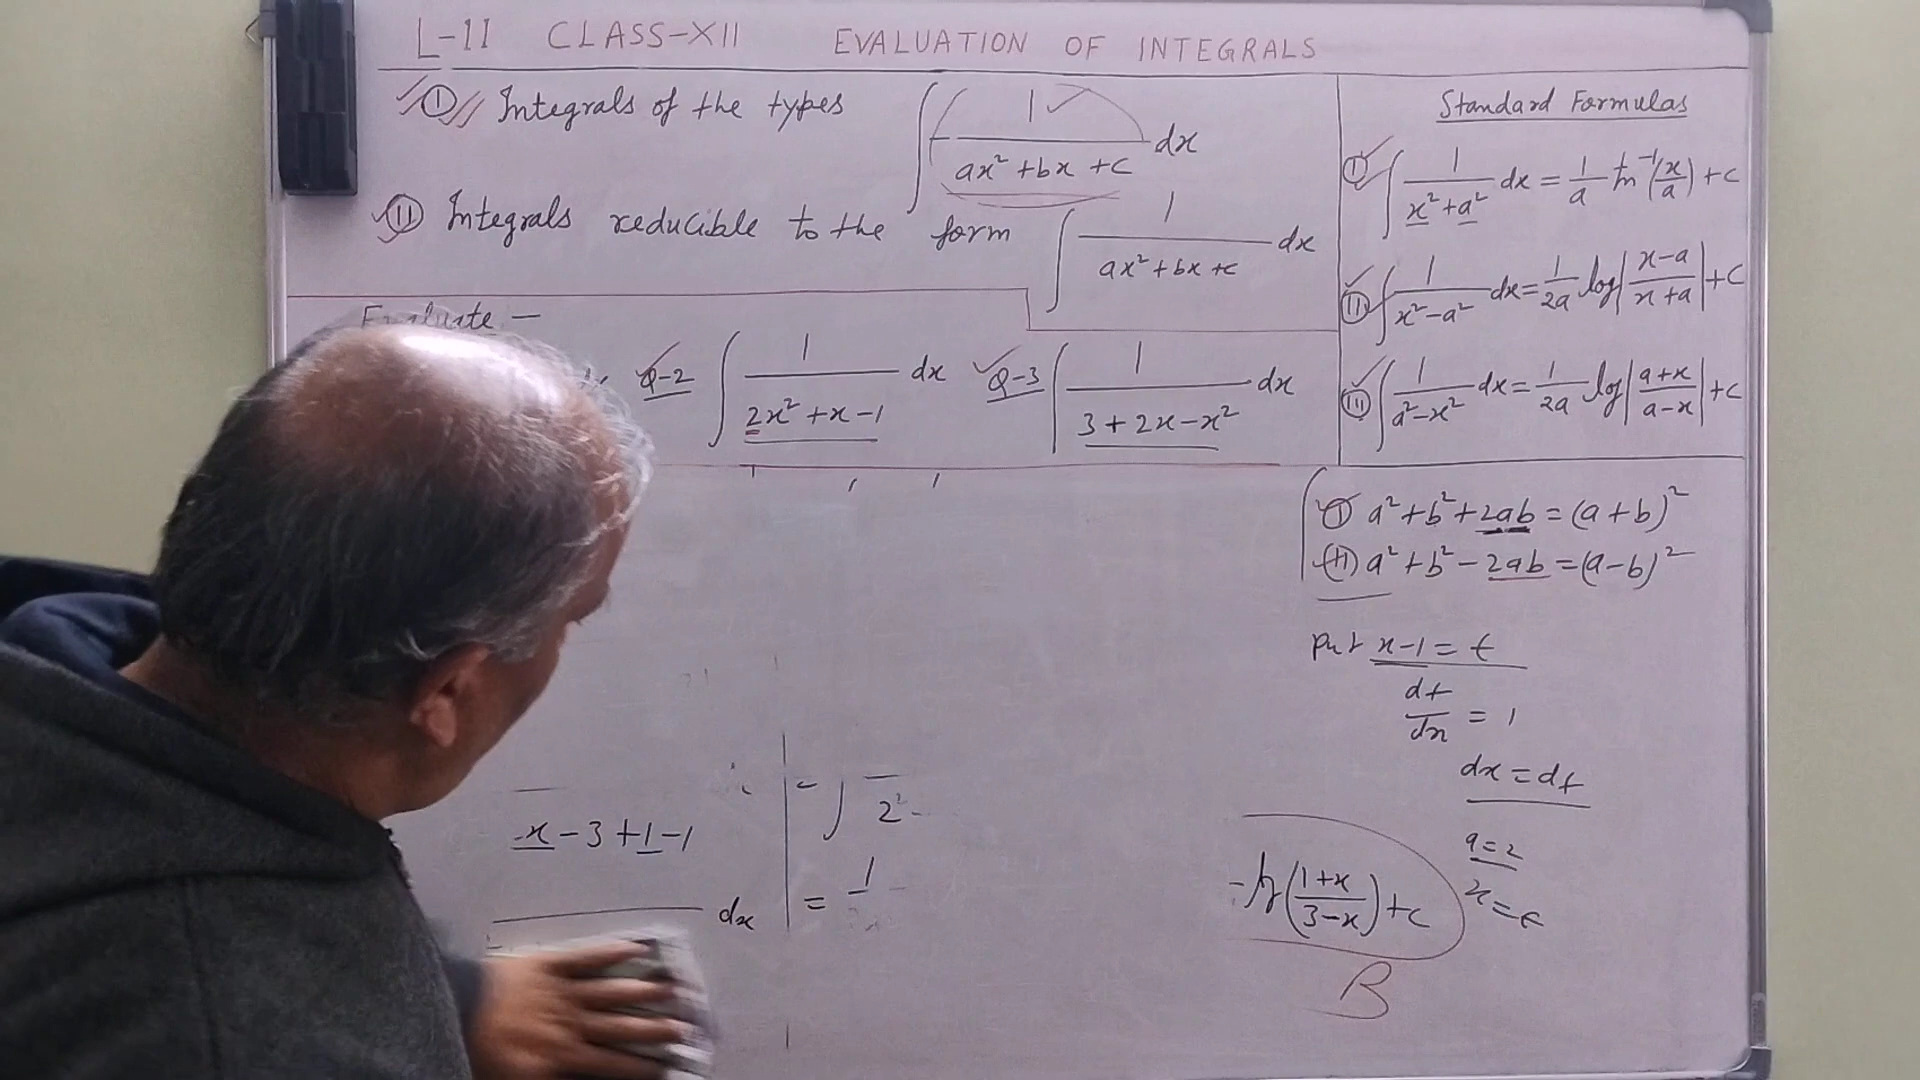 L-11 CLASS-XII EVALUATION OF INTEGRALS
(I) Integrals of the types ∫ 1/(ax²+bx+c) dx
(II) Integrals reducible to the form ∫ 1/(ax²+bx+c) dx
Evaluate —
Q-2 ∫ 1/(2x²+x-1) dx Q-3 ∫ 1/(3+2x-x²) dx
Standard Formulas
(I) ∫ 1/(x²+a²) dx = 1/a tan⁻¹(x/a) + c
(II) ∫ 1/(x²-a²) dx = 1/2a log|(x-a)/(x+a)| + C
(III) ∫ 1/(a²-x²) dx = 1/2a log|(a+x)/(a-x)| + C
(I) a²+b²+2ab = (a+b)²
(II) a²+b²-2ab = (a-b)²
Put x-1 = t
dt/dx = 1
dx = dt
a=2
x=t
-x-3+1-1
dx
= ∫ 2² -
= 1
log((1+x)/(3-x)) + c